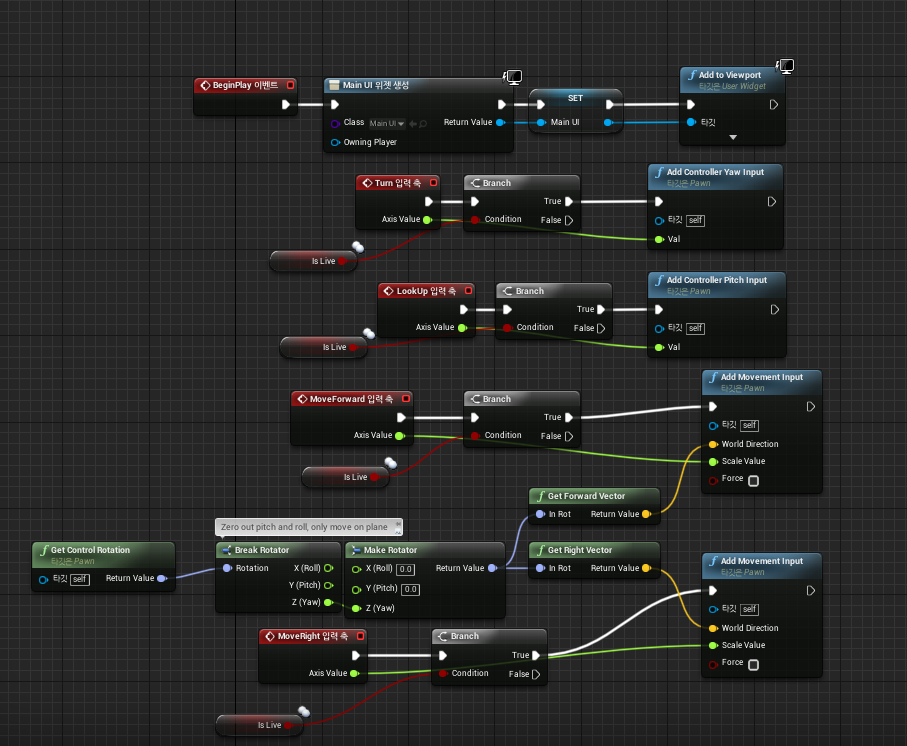 BeginPlay 이벤트
Main UI 위젯 생성
Class Main UI
Return Value
Owning Player
SET
Main UI
Add to Viewport
타깃은 User Widget
타깃
Turn 입력 축
Axis Value
Branch
True
Condition
False
Add Controller Yaw Input
타깃은 Pawn
타깃 self
Val
Is Live
LookUp 입력 축
Axis Value
Branch
True
Condition
False
Add Controller Pitch Input
타깃은 Pawn
타깃 self
Val
Is Live
MoveForward 입력 축
Axis Value
Branch
True
Condition
False
Add Movement Input
타깃은 Pawn
타깃 self
World Direction
Scale Value
Force
Is Live
Get Forward Vector
In Rot Return Value
Zero out pitch and roll, only move on plane
Get Control Rotation
타깃 self Return Value
Break Rotator
Rotation
X (Roll)
Y (Pitch)
Z (Yaw)
Make Rotator
X (Roll) 0.0
Return Value
Y (Pitch) 0.0
Z (Yaw)
Get Right Vector
In Rot Return Value
Add Movement Input
타깃은 Pawn
타깃 self
World Direction
Scale Value
Force
MoveRight 입력 축
Axis Value
Branch
True
Condition
False
Is Live